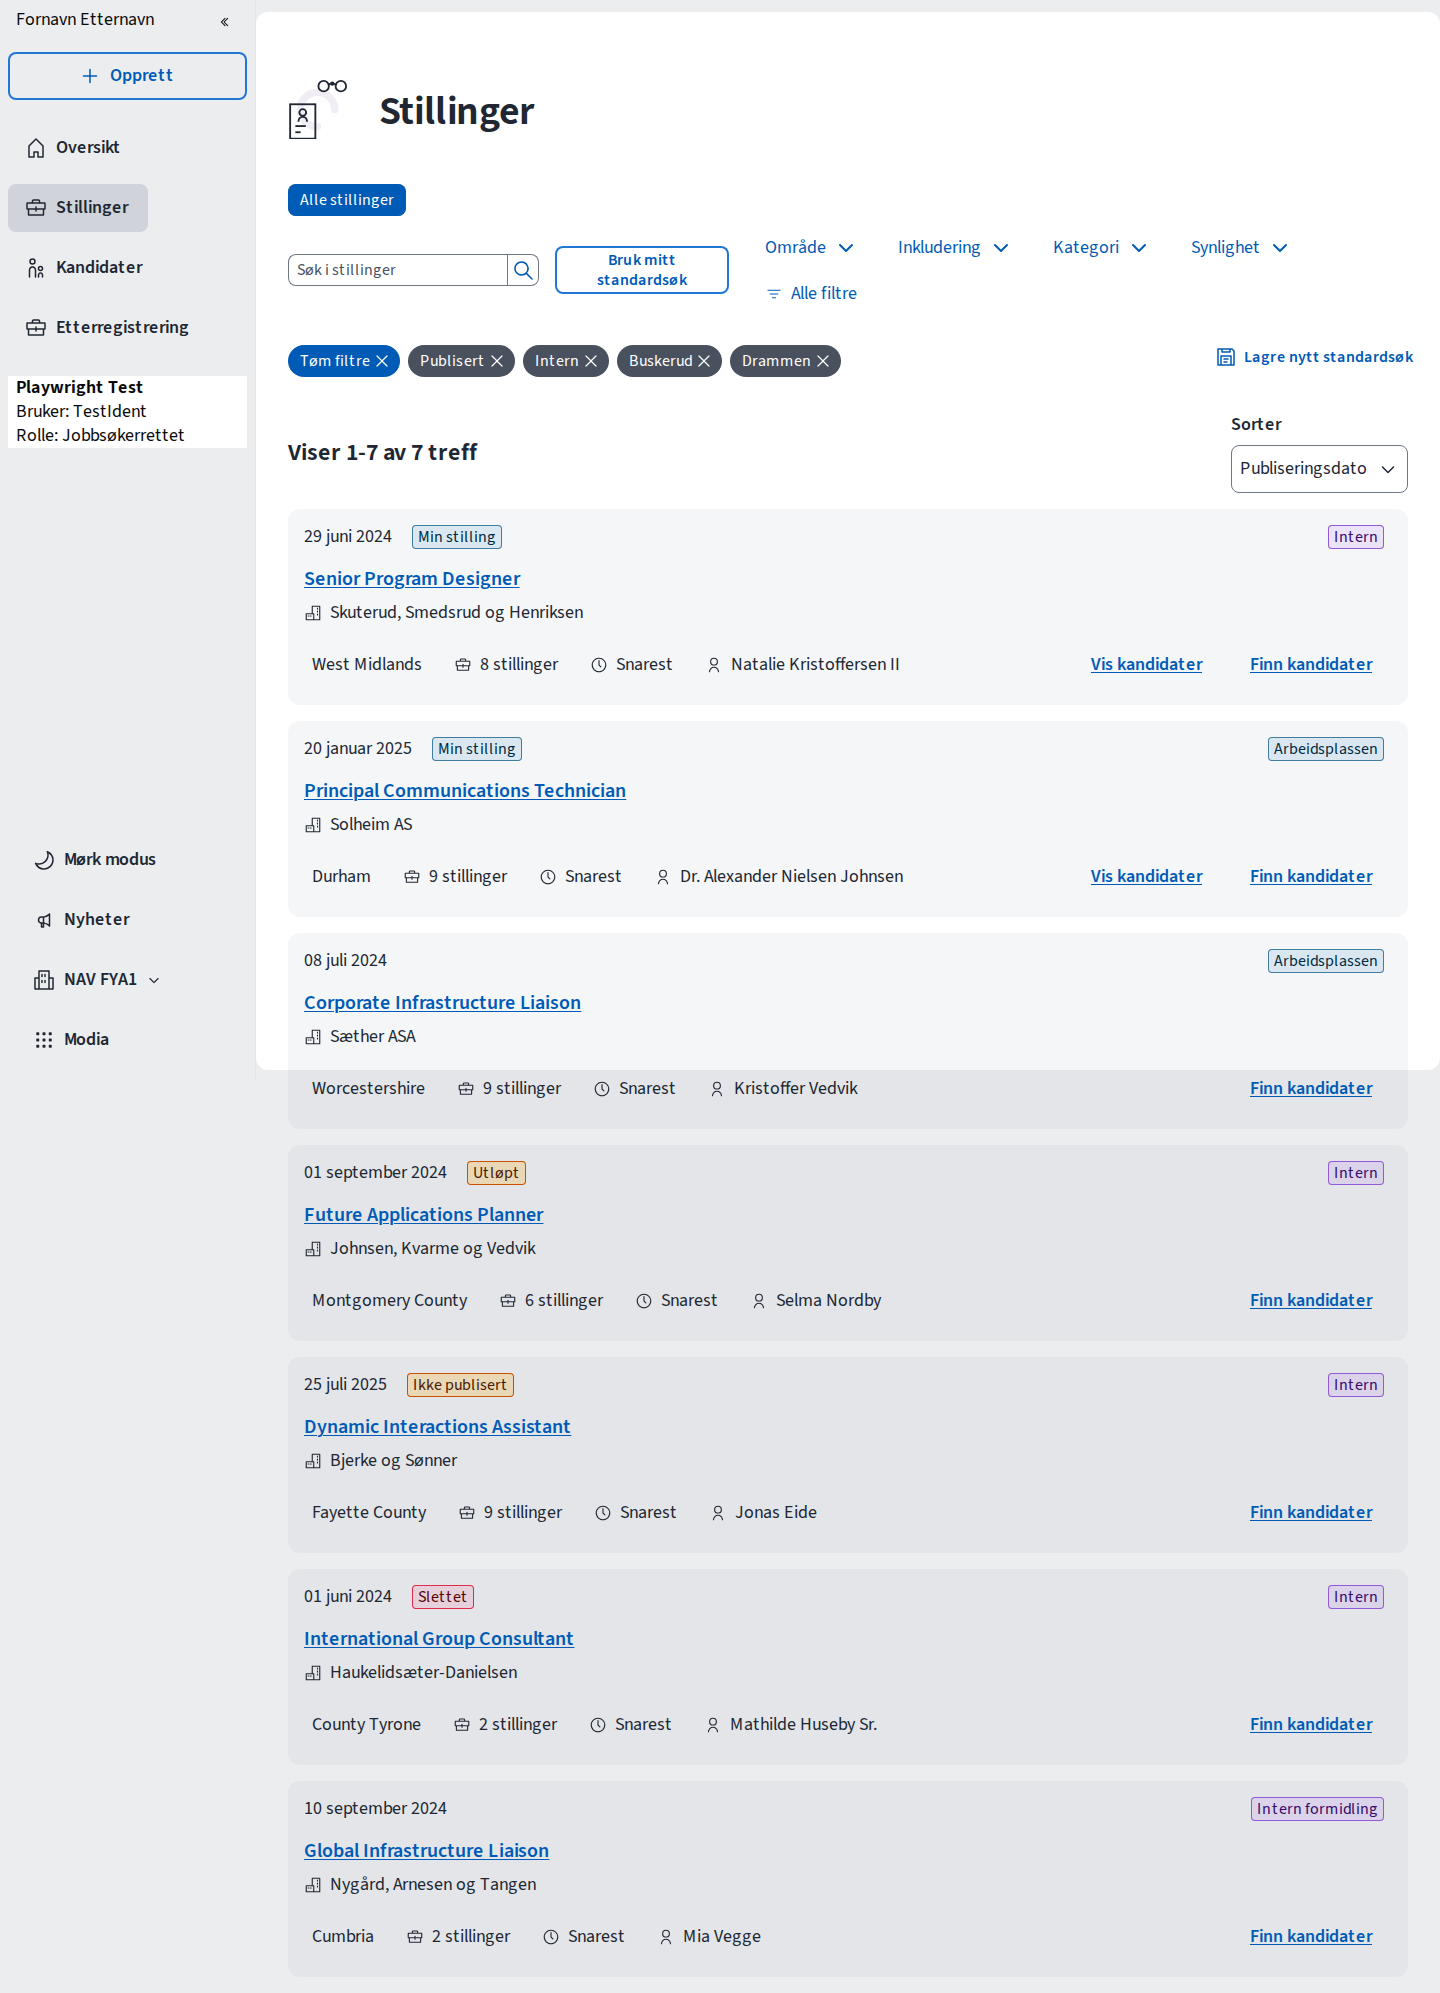 Fornavn Etternavn
Opprett
Oversikt
Stillinger
Kandidater
Etterregistrering
Playwright Test
Bruker: TestIdent
Rolle: Jobbsøkerrettet
Mørk modus
Nyheter
NAV FYA1
Modia
Stillinger
Alle stillinger
Søk i stillinger
Bruk mitt
standardsøk
Område
Inkludering
Kategori
Synlighet
Alle filtre
Tøm filtre
Publisert
Intern
Buskerud
Drammen
Lagre nytt standardsøk
Viser 1-7 av 7 treff
Sorter
Publiseringsdato
29 juni 2024 Min stilling Intern
Senior Program Designer
Skuterud, Smedsrud og Henriksen
West Midlands 8 stillinger Snarest Natalie Kristoffersen II Vis kandidater Finn kandidater
20 januar 2025 Min stilling Arbeidsplassen
Principal Communications Technician
Solheim AS
Durham 9 stillinger Snarest Dr. Alexander Nielsen Johnsen Vis kandidater Finn kandidater
08 juli 2024 Arbeidsplassen
Corporate Infrastructure Liaison
Sæther ASA
Worcestershire 9 stillinger Snarest Kristoffer Vedvik Finn kandidater
01 september 2024 Utløpt Intern
Future Applications Planner
Johnsen, Kvarme og Vedvik
Montgomery County 6 stillinger Snarest Selma Nordby Finn kandidater
25 juli 2025 Ikke publisert Intern
Dynamic Interactions Assistant
Bjerke og Sønner
Fayette County 9 stillinger Snarest Jonas Eide Finn kandidater
01 juni 2024 Slettet Intern
International Group Consultant
Haukelidsæter-Danielsen
County Tyrone 2 stillinger Snarest Mathilde Huseby Sr. Finn kandidater
10 september 2024 Intern formidling
Global Infrastructure Liaison
Nygård, Arnesen og Tangen
Cumbria 2 stillinger Snarest Mia Vegge Finn kandidater